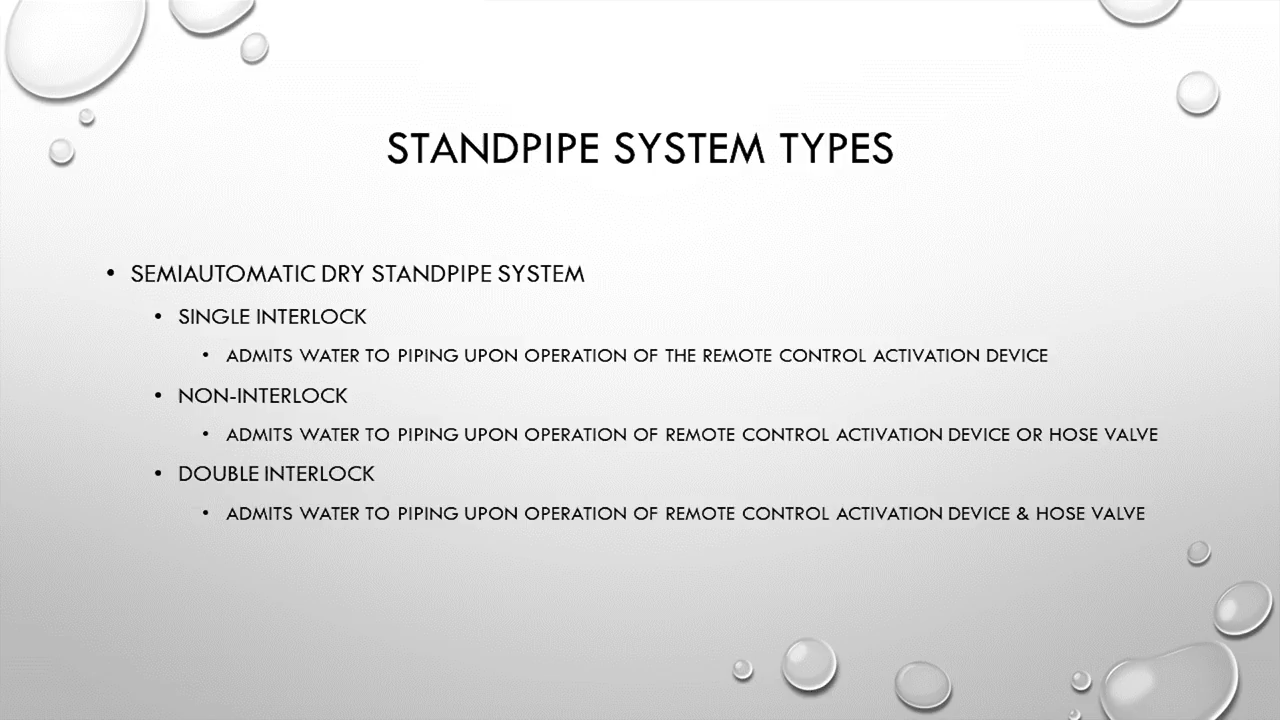 STANDPIPE SYSTEM TYPES
• SEMIAUTOMATIC DRY STANDPIPE SYSTEM
• SINGLE INTERLOCK
• ADMITS WATER TO PIPING UPON OPERATION OF THE REMOTE CONTROL ACTIVATION DEVICE
• NON-INTERLOCK
• ADMITS WATER TO PIPING UPON OPERATION OF REMOTE CONTROL ACTIVATION DEVICE OR HOSE VALVE
• DOUBLE INTERLOCK
• ADMITS WATER TO PIPING UPON OPERATION OF REMOTE CONTROL ACTIVATION DEVICE & HOSE VALVE